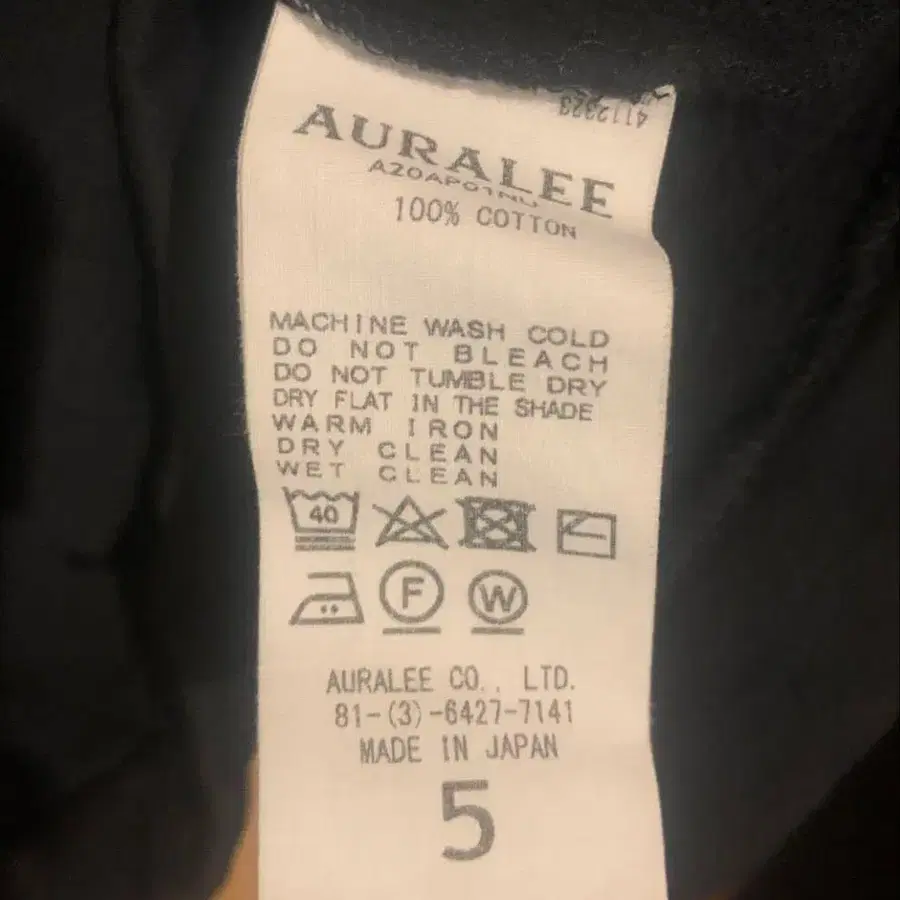 4112323
AURALEE
A20AP01NU
100% COTTON
MACHINE WASH COLD
DO NOT BLEACH
DO NOT TUMBLE DRY
DRY FLAT IN THE SHADE
WARM IRON
DRY CLEAN
WET CLEAN
40
F W
AURALEE CO., LTD.
81-(3)-6427-7141
MADE IN JAPAN
5